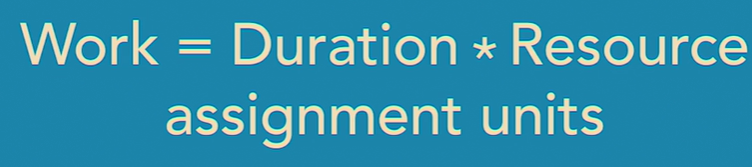 Work = Duration * Resource
assignment units